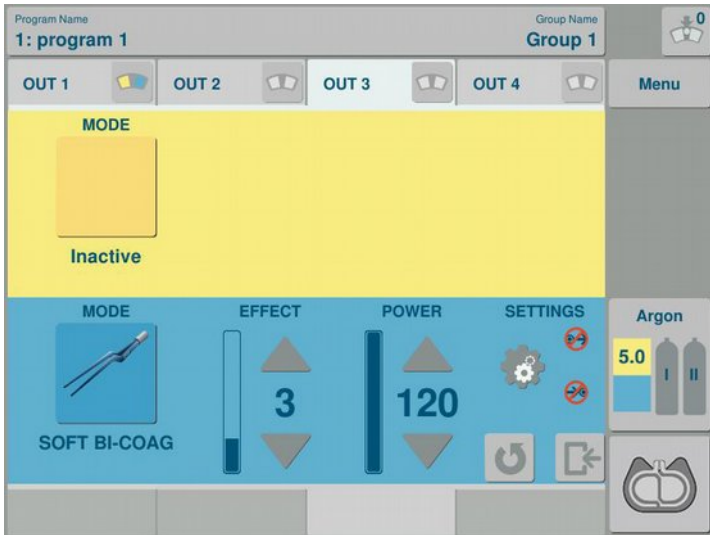 Program Name
1: program 1
Group Name
Group 1
0
OUT 1
OUT 2
OUT 3
OUT 4
Menu
MODE
Inactive
MODE
EFFECT
POWER
SETTINGS
3
120
SOFT BI-COAG
Argon
5.0
I
II